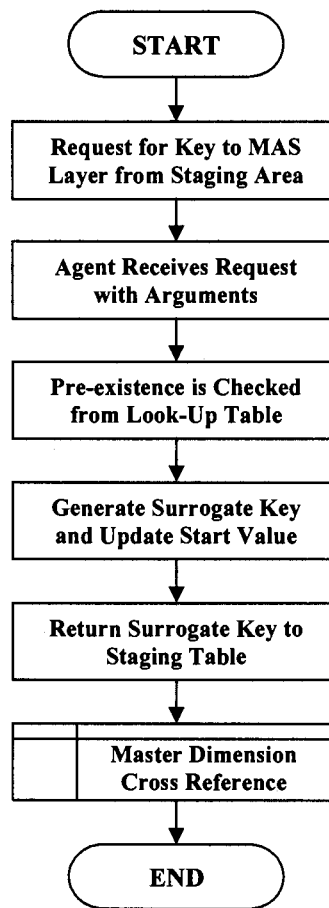 START
Request for Key to MAS
Layer from Staging Area
Agent Receives Request
with Arguments
Pre-existence is Checked
from Look-Up Table
Generate Surrogate Key
and Update Start Value
Return Surrogate Key to
Staging Table
Master Dimension
Cross Reference
END